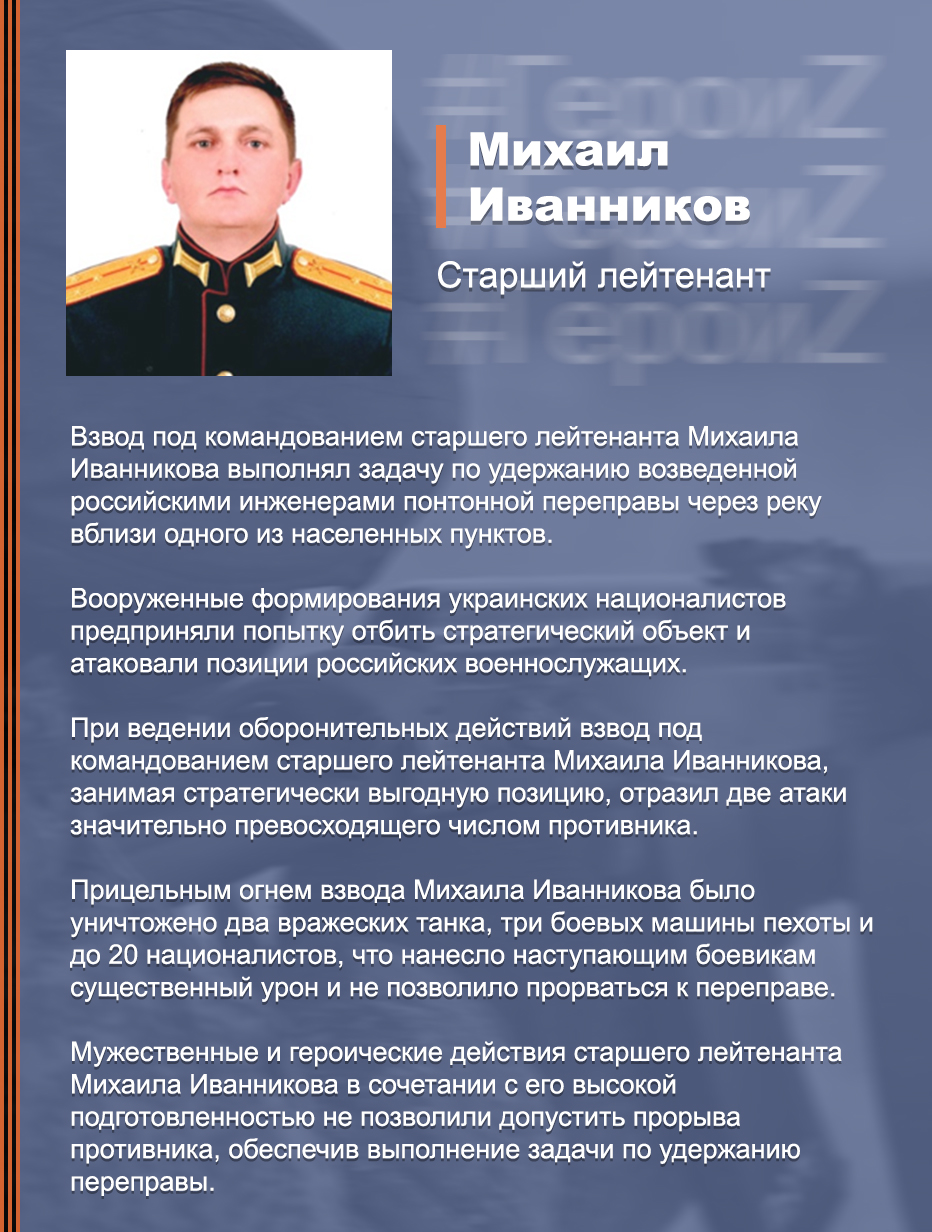 #ГероиZ
Михаил
#ГероиZ
Иванников
Старший лейтенант
#ГероиZ
Взвод под командованием старшего лейтенанта Михаила
Иванникова выполнял задачу по удержанию возведенной
российскими инженерами понтонной переправы через реку
вблизи одного из населенных пунктов.
Вооруженные формирования украинских националистов
предприняли попытку отбить стратегический объект и
атаковали позиции российских военнослужащих.
При ведении оборонительных действий взвод под
командованием старшего лейтенанта Михаила Иванникова,
занимая стратегически выгодную позицию, отразил две атаки
значительно превосходящего числом противника.
Прицельным огнем взвода Михаила Иванникова было
уничтожено два вражеских танка, три боевых машины пехоты и
до 20 националистов, что нанесло наступающим боевикам
существенный урон и не позволило прорваться к переправе.
Мужественные и героические действия старшего лейтенанта
Михаила Иванникова в сочетании с его высокой
подготовленностью не позволили допустить прорыва
противника, обеспечив выполнение задачи по удержанию
переправы.